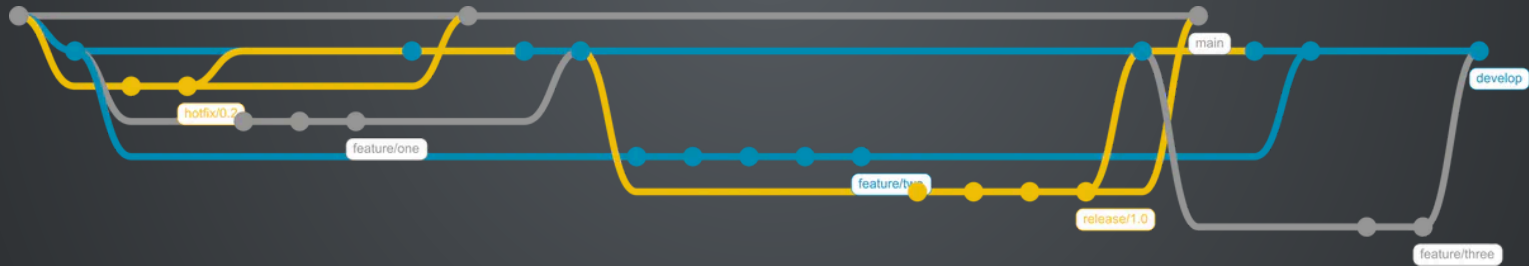 main
develop
hotfix/0.2
feature/one
feature/two
release/1.0
feature/three